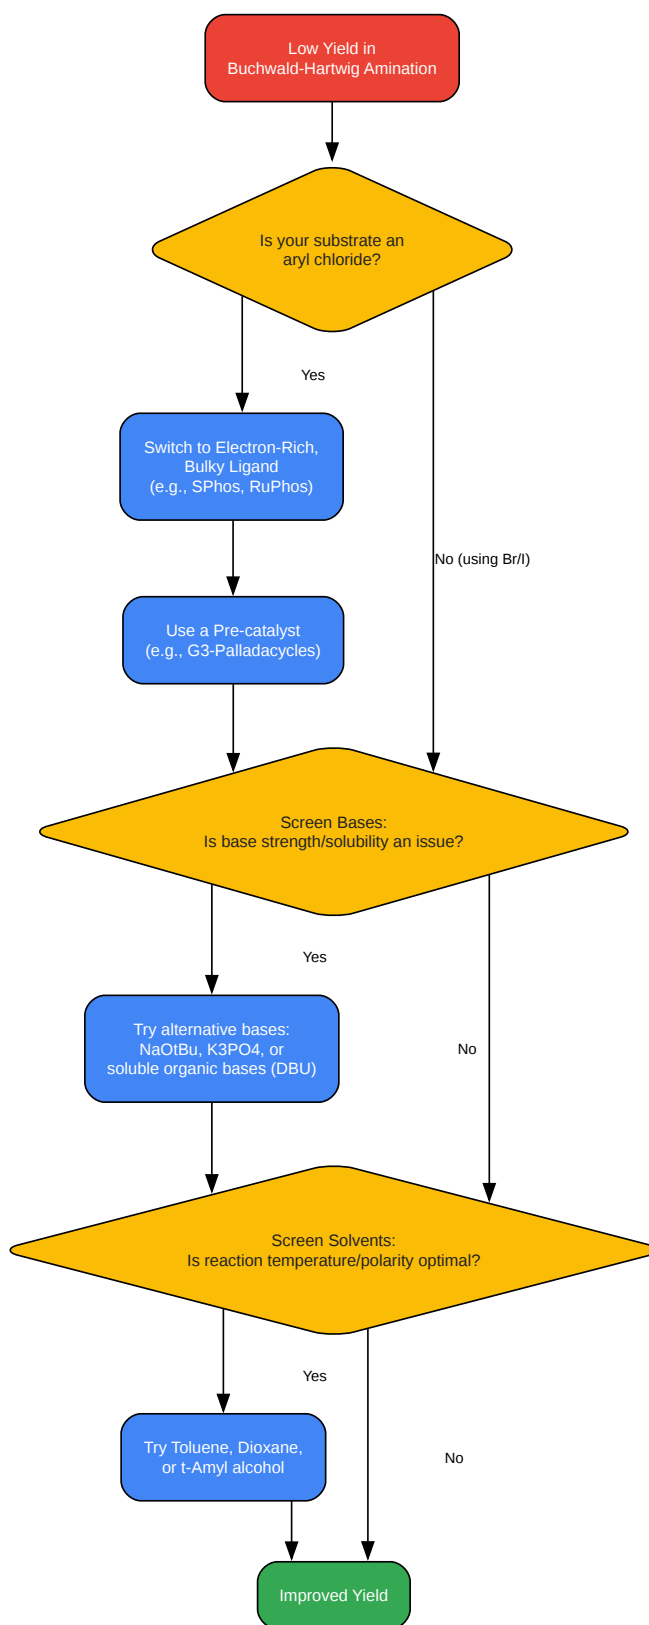 Low Yield in
Buchwald-Hartwig Amination
Is your substrate an
aryl chloride?
Yes
Switch to Electron-Rich,
Bulky Ligand
(e.g., SPhos, RuPhos)
No (using Br/I)
Use a Pre-catalyst
(e.g., G3-Palladacycles)
Screen Bases:
Is base strength/solubility an issue?
Yes
Try alternative bases:
NaOtBu, K3PO4, or
soluble organic bases (DBU)
No
Screen Solvents:
Is reaction temperature/polarity optimal?
Yes
Try Toluene, Dioxane,
or t-Amyl alcohol
No
Improved Yield